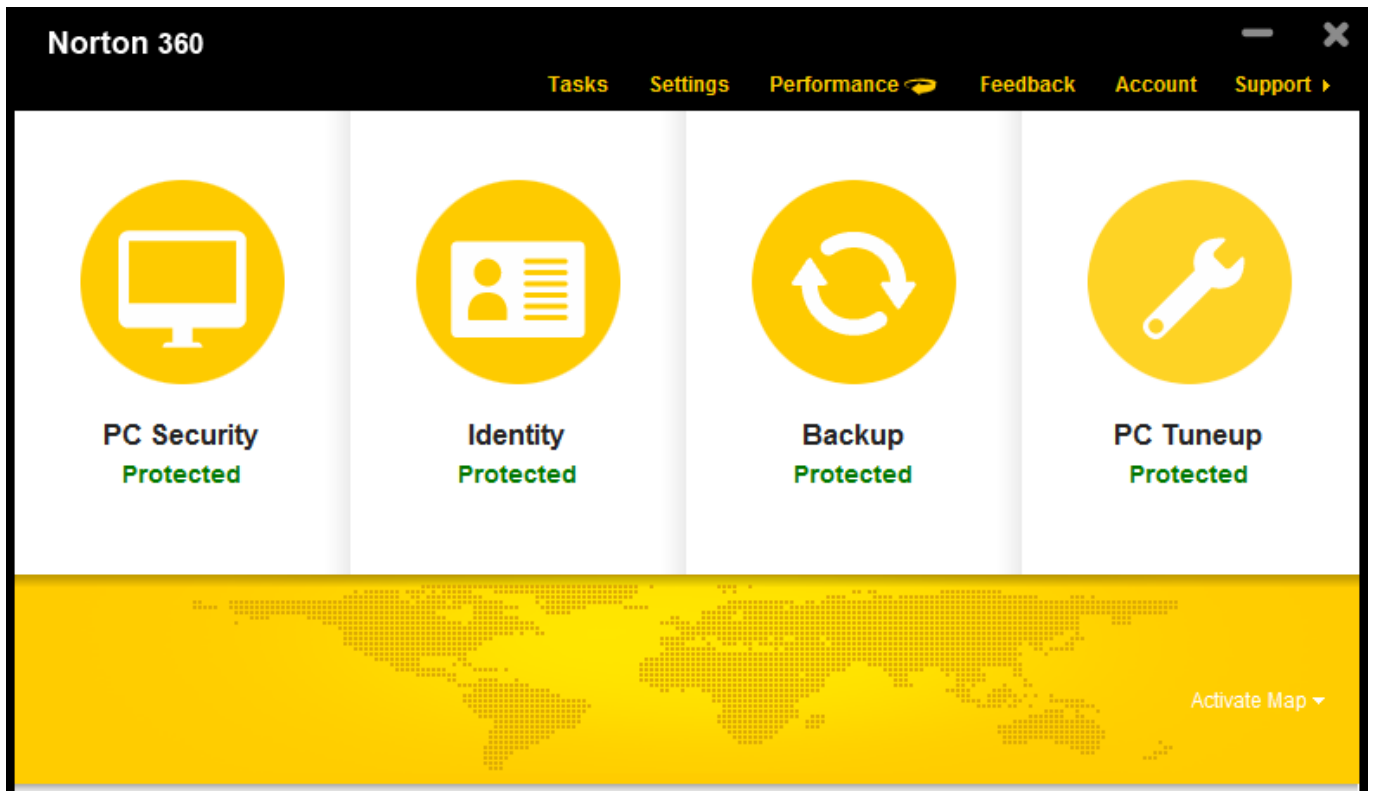 Norton 360
Tasks Settings Performance Feedback Account Support
PC Security Identity Backup PC Tuneup
Protected Protected Protected Protected
Activate Map